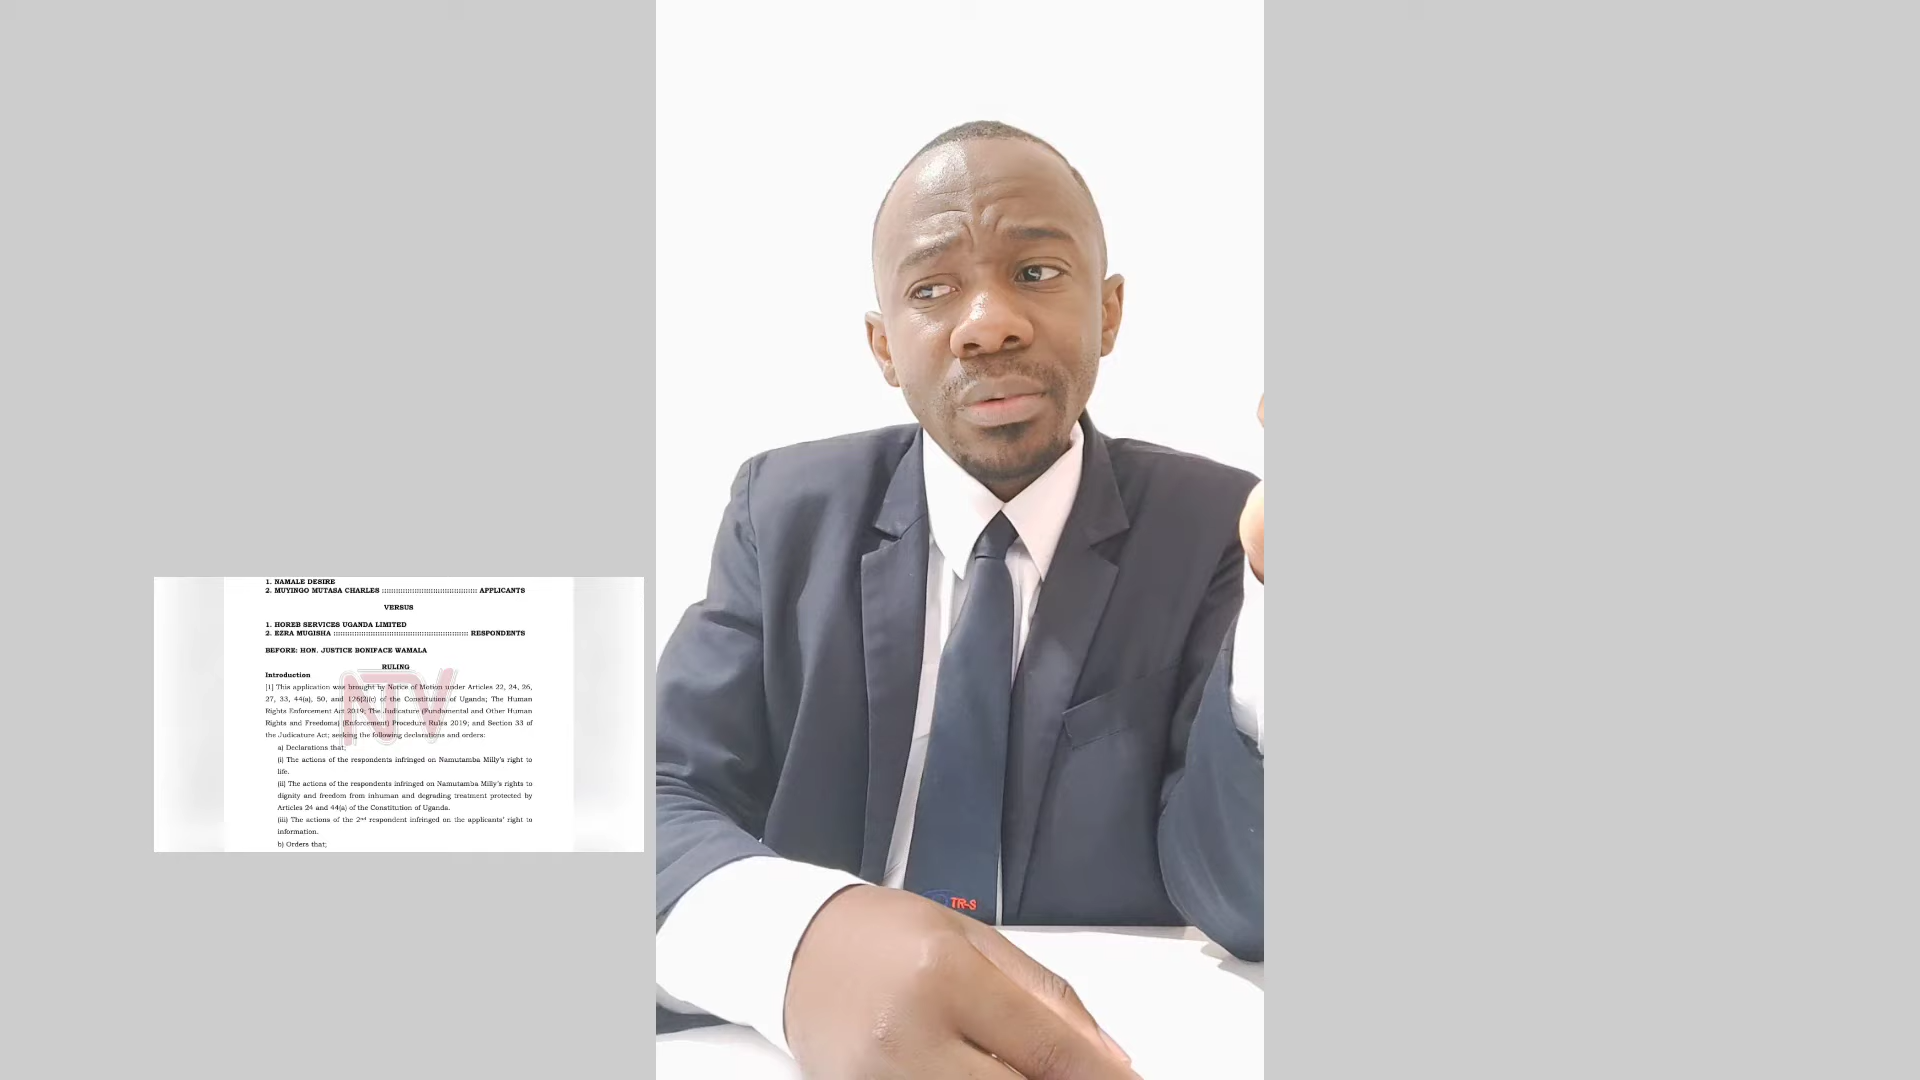 1. NAMALE DESIRE
2. MUYINGO MUTASA CHARLES :::::::::::::::::::::::::::::::::::::: APPLICANTS
VERSUS
1. HOREB SERVICES UGANDA LIMITED
2. EZRA MUGISHA :::::::::::::::::::::::::::::::::::::::::::::::::::::: RESPONDENTS
BEFORE: HON. JUSTICE BONIFACE WAMALA
RULING
Introduction
[1] This application was brought by Notice of Motion under Articles 22, 24, 26,
27, 33, 44(a), 50, and 126(2)(c) of the Constitution of Uganda; The Human
Rights Enforcement Act 2019; The Judicature (Fundamental and Other Human
Rights and Freedoms) (Enforcement) Procedure Rules 2019; and Section 33 of
the Judicature Act; seeking the following declarations and orders:
a) Declarations that;
(i) The actions of the respondents infringed on Namutamba Milly's right to
life.
(ii) The actions of the respondents infringed on Namutamba Milly's rights to
dignity and freedom from inhuman and degrading treatment protected by
Articles 24 and 44(a) of the Constitution of Uganda.
(iii) The actions of the 2nd respondent infringed on the applicants' right to
information.
b) Orders that;
NTV
TR-S